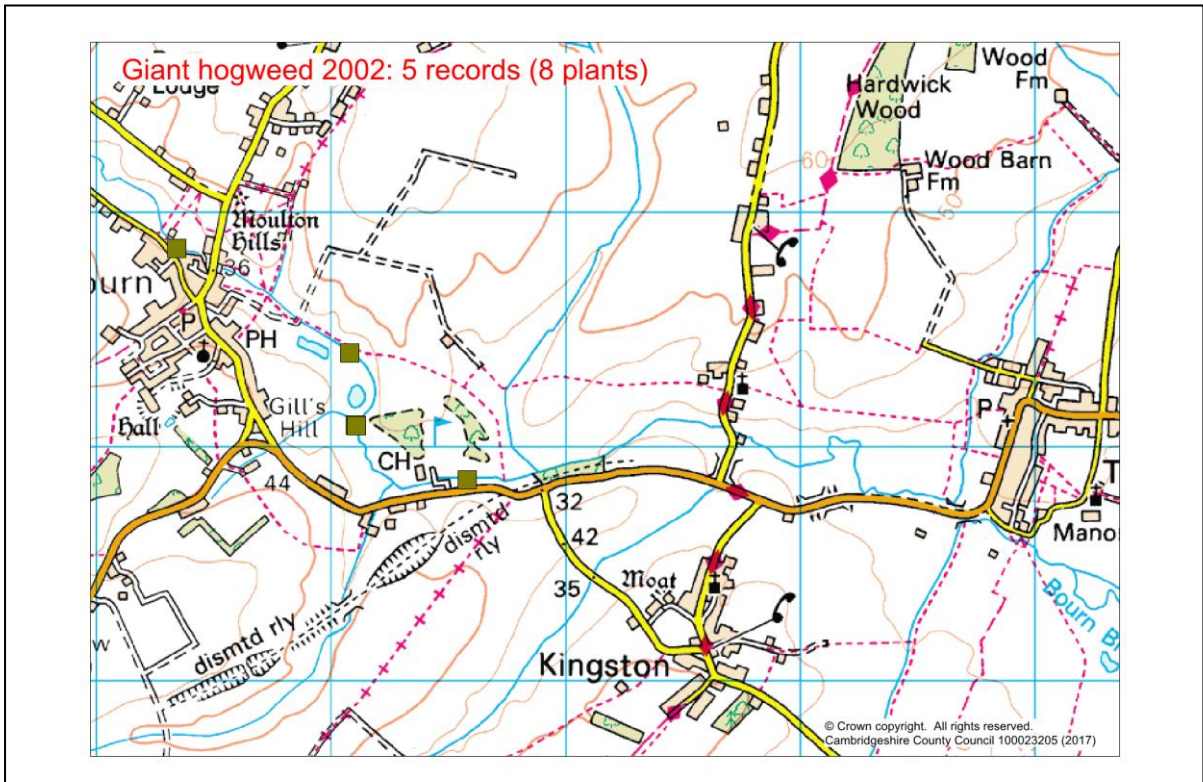 Giant hogweed 2002: 5 records (8 plants)
Lodge
Wood
Fm
Hardwick
Wood
60
Wood Barn
Fm
50
Moulton
Hills
36
ourn
P
PH
Hall
Gill's
Hill
CH
44
32
42
35
dismtd
rly
dismtd rly
Moat
Kingston
P
T
Mano
Bourn B
w
© Crown copyright. All rights reserved.
Cambridgeshire County Council 100023205 (2017)